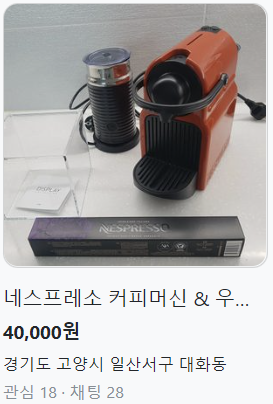 DISPLAY
NESPRESSO
네스프레소 커피머신 & 우...
40,000원
경기도 고양시 일산서구 대화동
관심 18 · 채팅 28